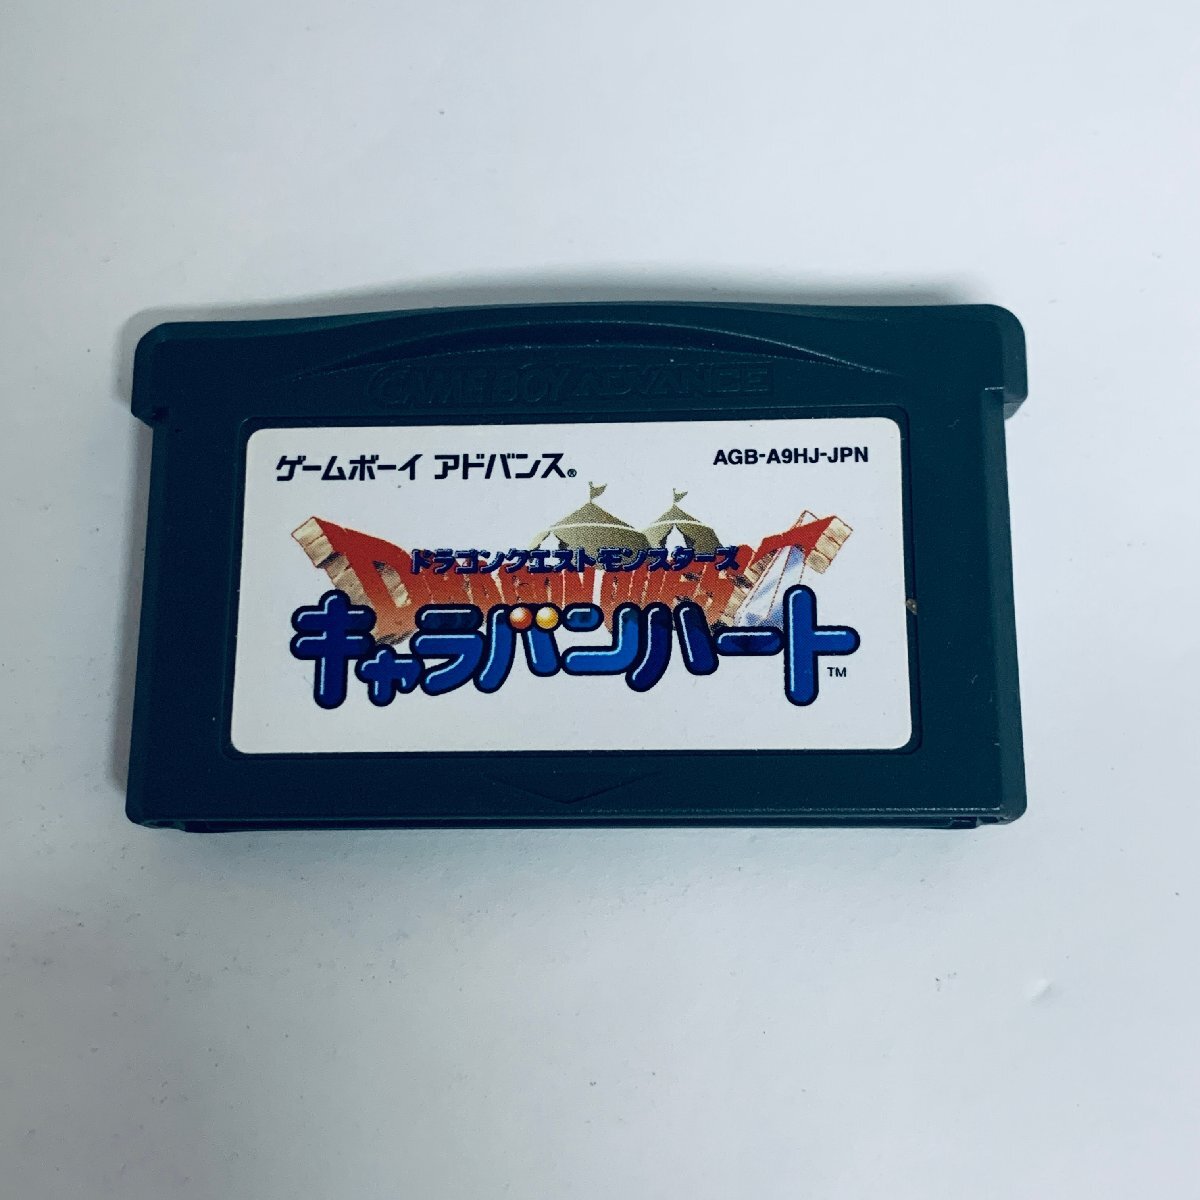 GAME BOY ADVANCE
ゲームボーイ アドバンス®
AGB-A9HJ-JPN
DRAGON QUEST
ドラゴンクエストモンスターズ
キャラバンハート™